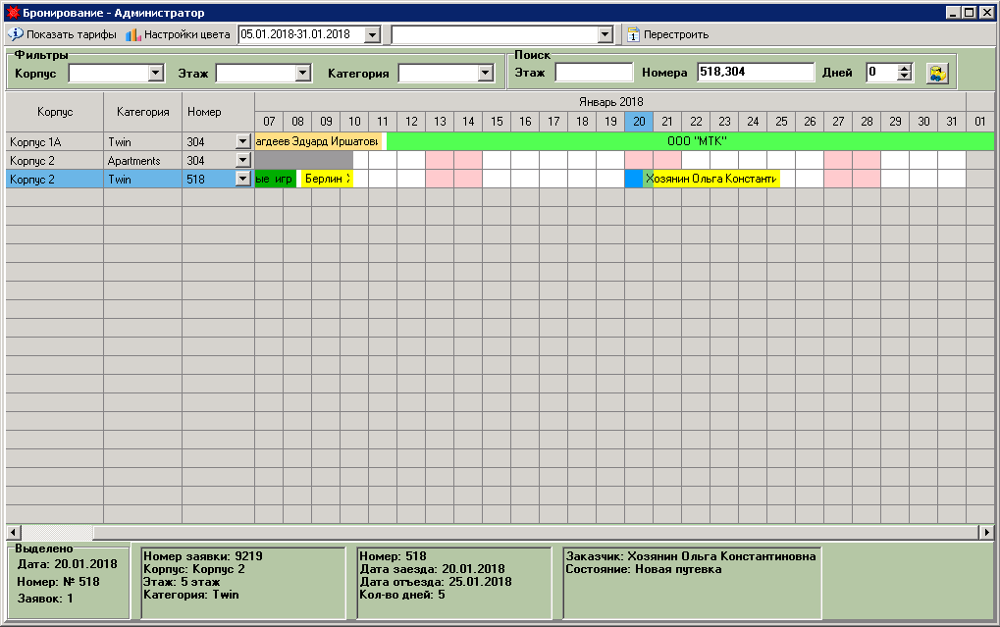 Бронирование - Администратор
Показать тарифы Настройки цвета 05.01.2018-31.01.2018 Перестроить
Фильтры Поиск
Корпус Этаж Категория Этаж Номера 518,304 Дней 0
Корпус Категория Номер Январь 2018
07 08 09 10 11 12 13 14 15 16 17 18 19 20 21 22 23 24 25 26 27 28 29 30 31 01
Корпус 1А Twin 304 агдеев Эдуард Иршатови ООО "МТК"
Корпус 2 Apartments 304
Корпус 2 Twin 518 ые игр Берлин Хозянин Ольга Константи
Выделено
Дата: 20.01.2018
Номер: № 518
Заявок: 1
Номер заявки: 9219
Корпус: Корпус 2
Этаж: 5 этаж
Категория: Twin
Номер: 518
Дата заезда: 20.01.2018
Дата отъезда: 25.01.2018
Кол-во дней: 5
Заказчик: Хозянин Ольга Константиновна
Состояние: Новая путевка